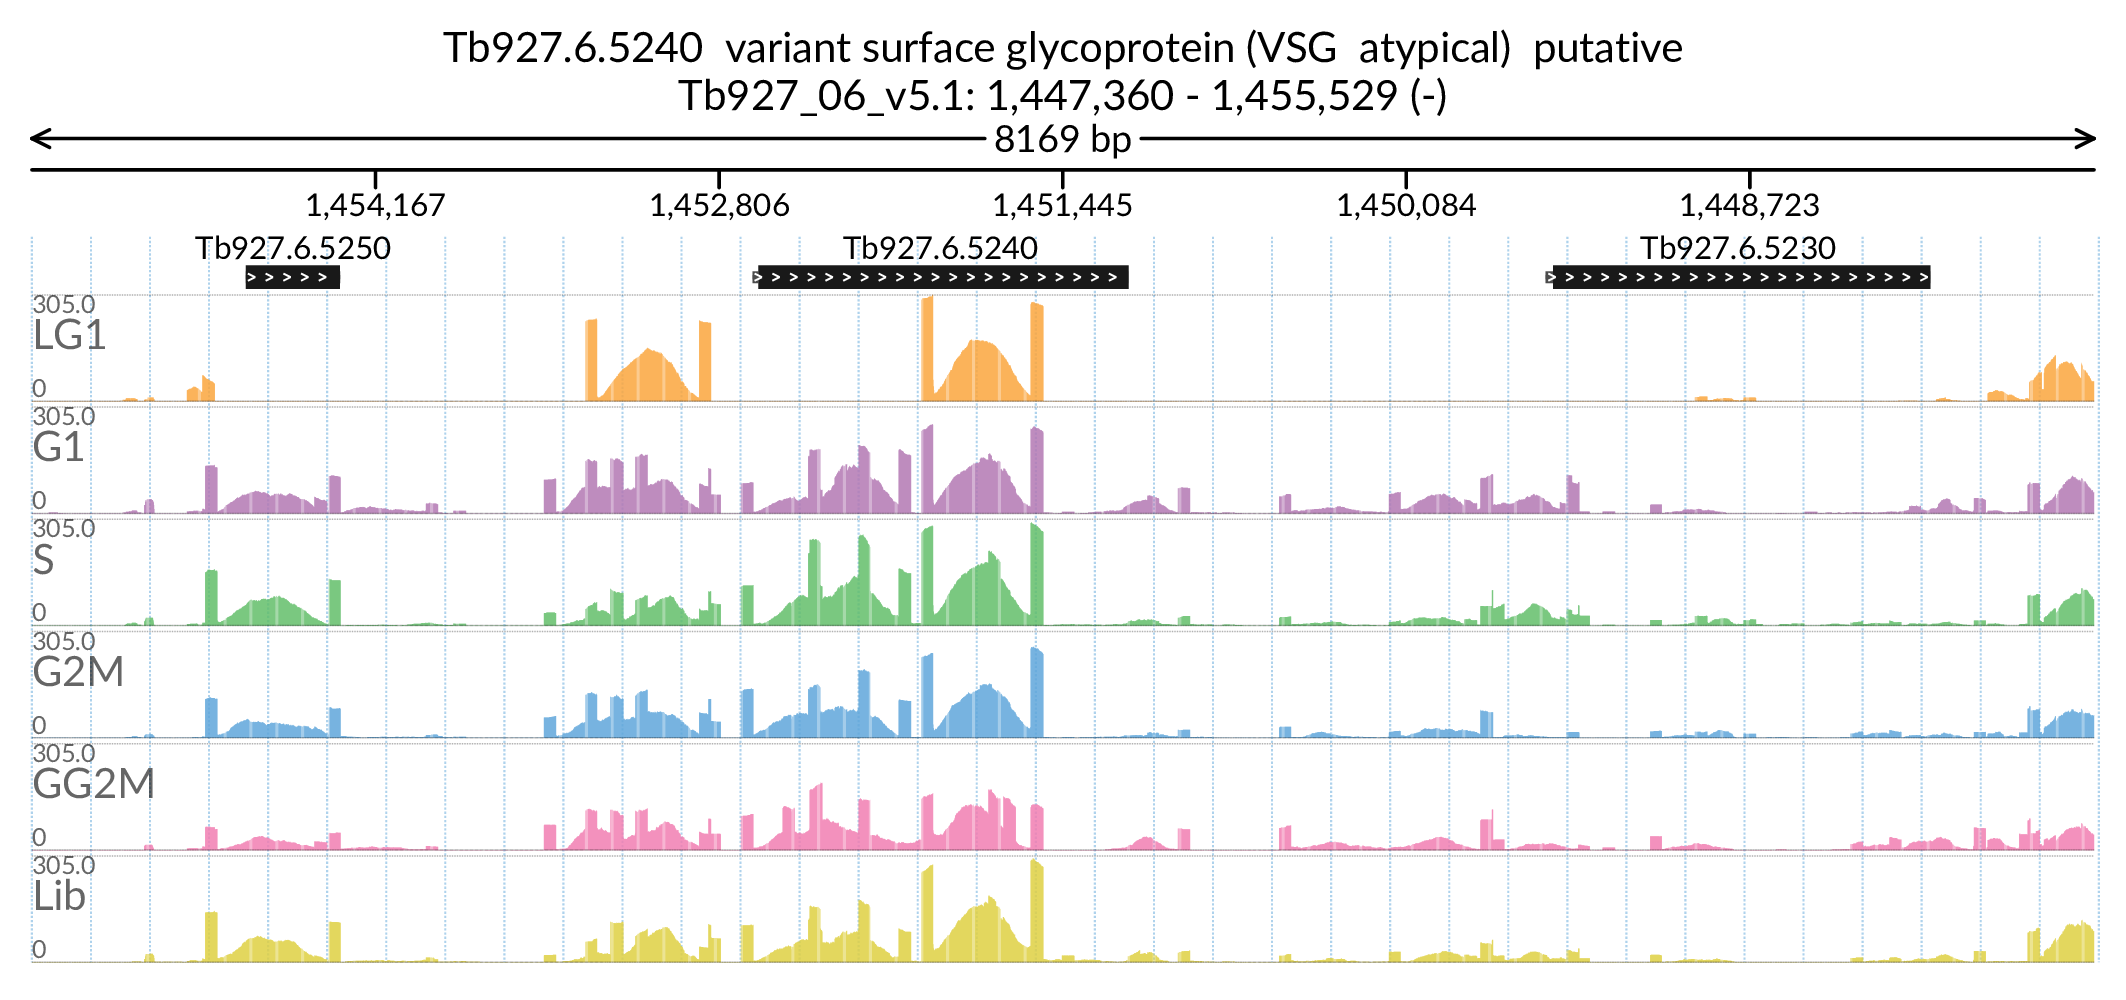 Tb927.6.5240 variant surface glycoprotein (VSG atypical) putative
Tb927_06_v5.1: 1,447,360 - 1,455,529 (-)
8169 bp
1,454,167 1,452,806 1,451,445 1,450,084 1,448,723
Tb927.6.5250 Tb927.6.5240 Tb927.6.5230
305.0
LG1
0
305.0
G1
0
305.0
S
0
305.0
G2M
0
305.0
GG2M
0
305.0
Lib
0